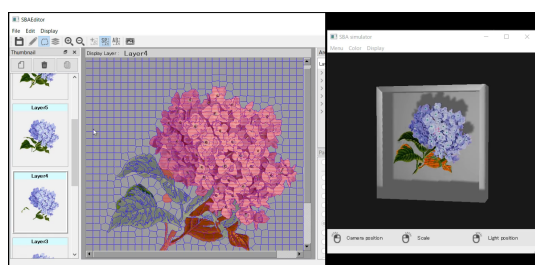 SBAEditor
File Edit Display
Thumbnail
Display Layer : Layer4
Layer5
Layer4
Layer3
SBA simulator
Menu Color Display
Camera position
Scale
Light position